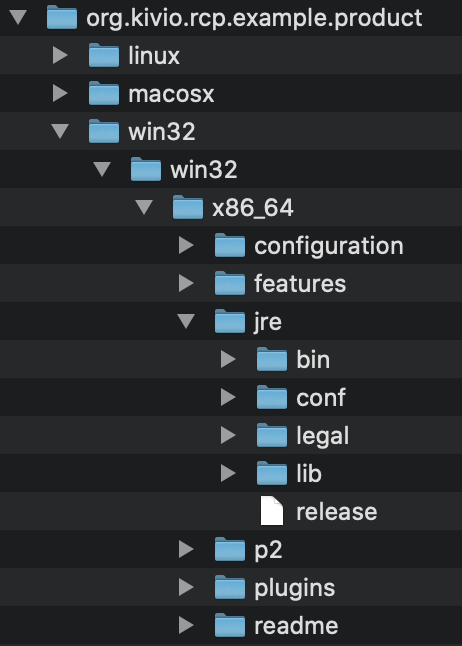 org.kivio.rcp.example.product
linux
macosx
win32
win32
x86_64
configuration
features
jre
bin
conf
legal
lib
release
p2
plugins
readme